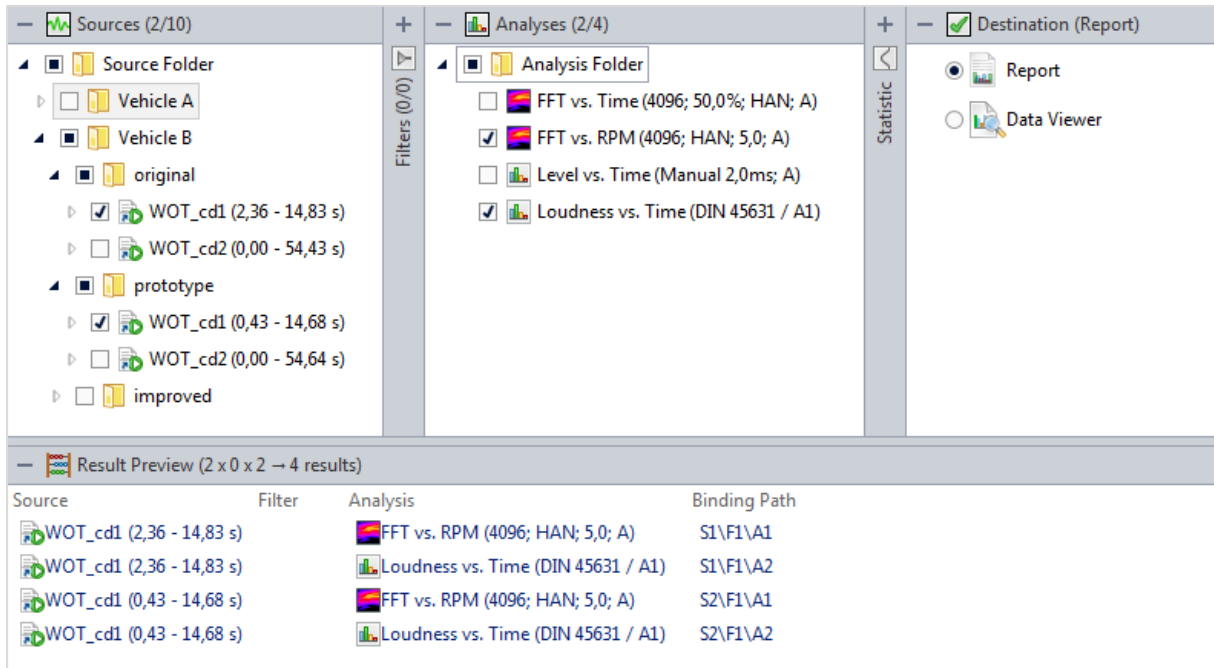 Sources (2/10)
Source Folder
Vehicle A
Vehicle B
original
WOT_cd1 (2,36 - 14,83 s)
WOT_cd2 (0,00 - 54,43 s)
prototype
WOT_cd1 (0,43 - 14,68 s)
WOT_cd2 (0,00 - 54,64 s)
improved
Filters (0/0)
Analyses (2/4)
Analysis Folder
FFT vs. Time (4096; 50,0%; HAN; A)
FFT vs. RPM (4096; HAN; 5,0; A)
Level vs. Time (Manual 2,0ms; A)
Loudness vs. Time (DIN 45631 / A1)
Statistic
Destination (Report)
Report
Data Viewer
Result Preview (2 x 0 x 2 → 4 results)
Source Filter Analysis Binding Path
WOT_cd1 (2,36 - 14,83 s) FFT vs. RPM (4096; HAN; 5,0; A) S1\F1\A1
WOT_cd1 (2,36 - 14,83 s) Loudness vs. Time (DIN 45631 / A1) S1\F1\A2
WOT_cd1 (0,43 - 14,68 s) FFT vs. RPM (4096; HAN; 5,0; A) S2\F1\A1
WOT_cd1 (0,43 - 14,68 s) Loudness vs. Time (DIN 45631 / A1) S2\F1\A2